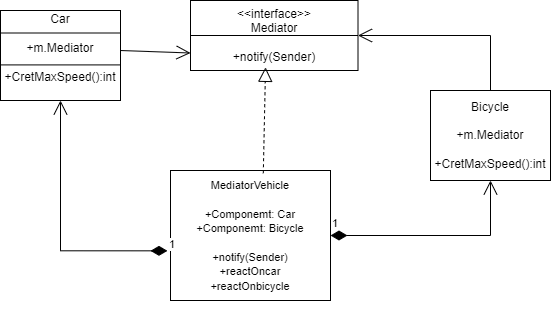 Car
+m.Mediator
+CretMaxSpeed():int
<<interface>>
Mediator
+notify(Sender)
Bicycle
+m.Mediator
+CretMaxSpeed():int
MediatorVehicle
+Componemt: Car
+Componemt: Bicycle
+notify(Sender)
+reactOncar
+reactOnbicycle
1
1